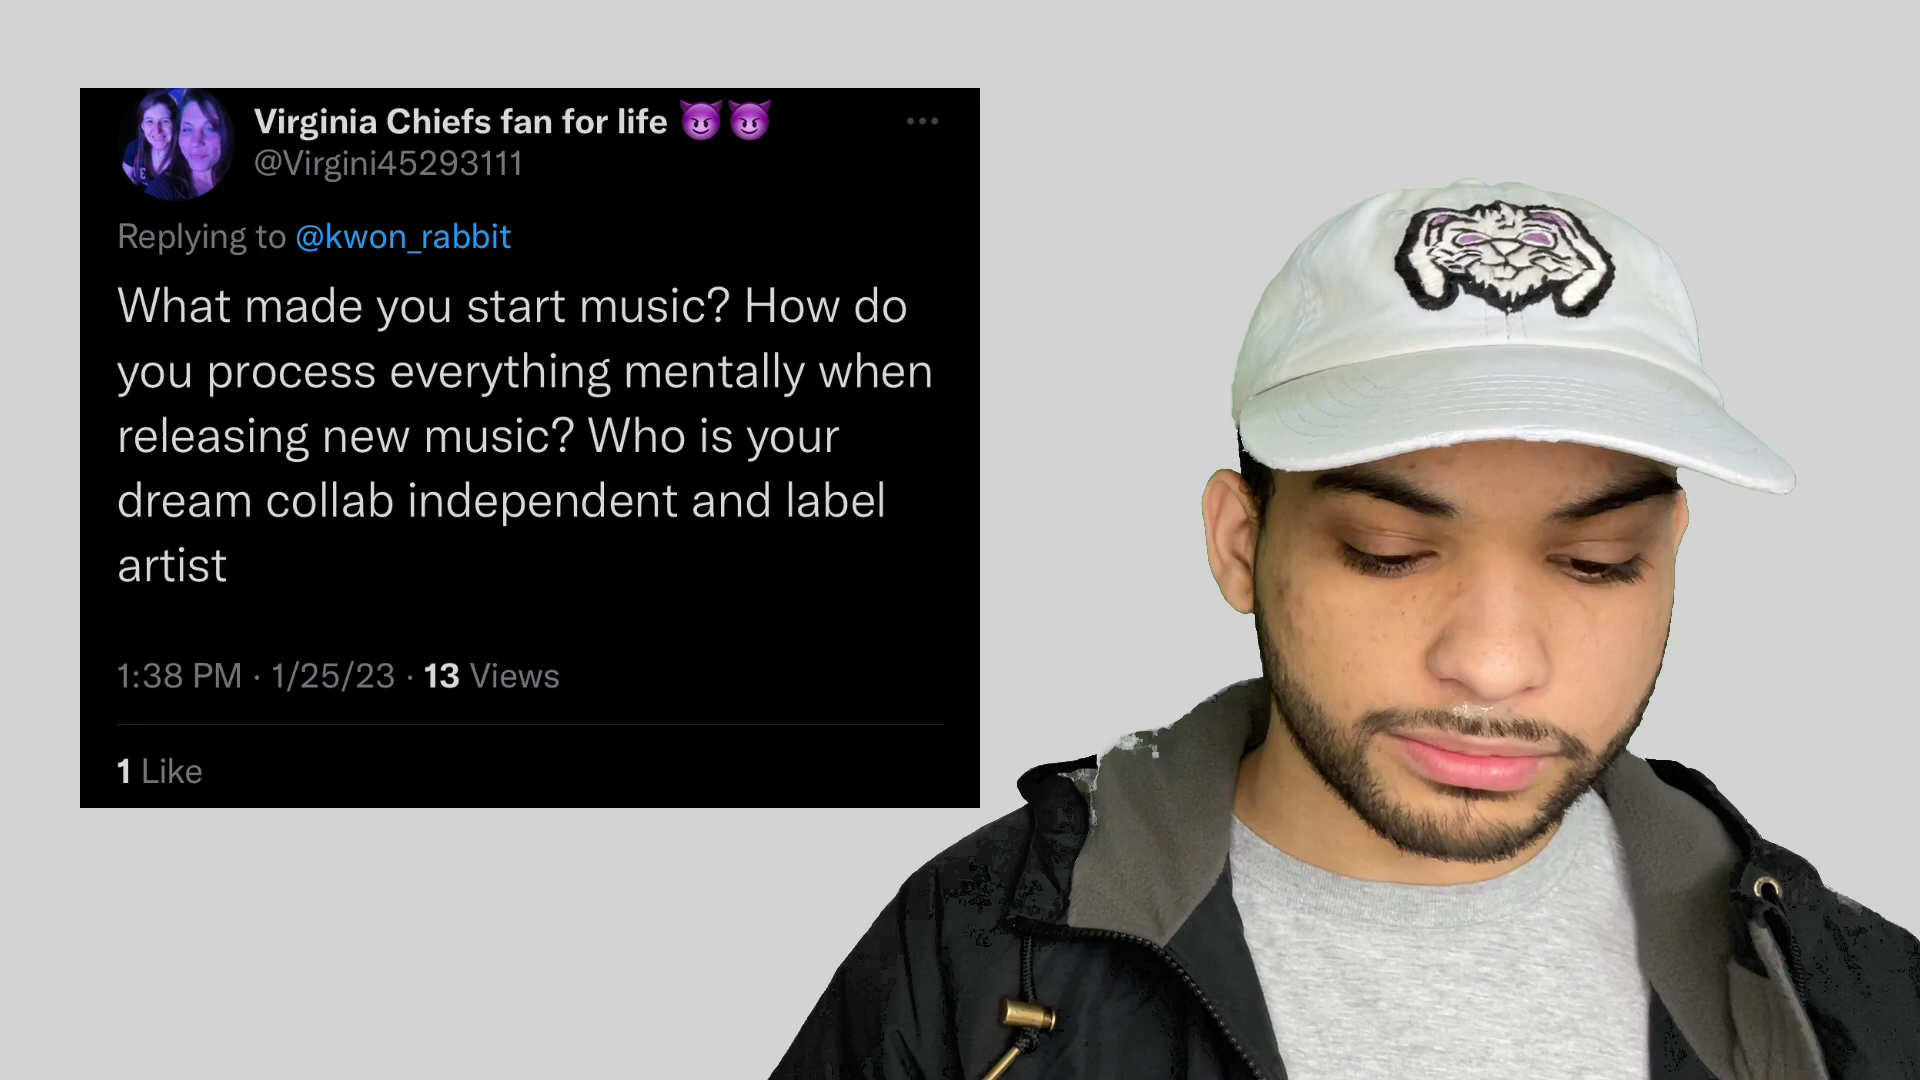 Virginia Chiefs fan for life 😈😈
@Virgini45293111
Replying to @kwon_rabbit
What made you start music? How do
you process everything mentally when
releasing new music? Who is your
dream collab independent and label
artist
1:38 PM · 1/25/23 · 13 Views
1 Like